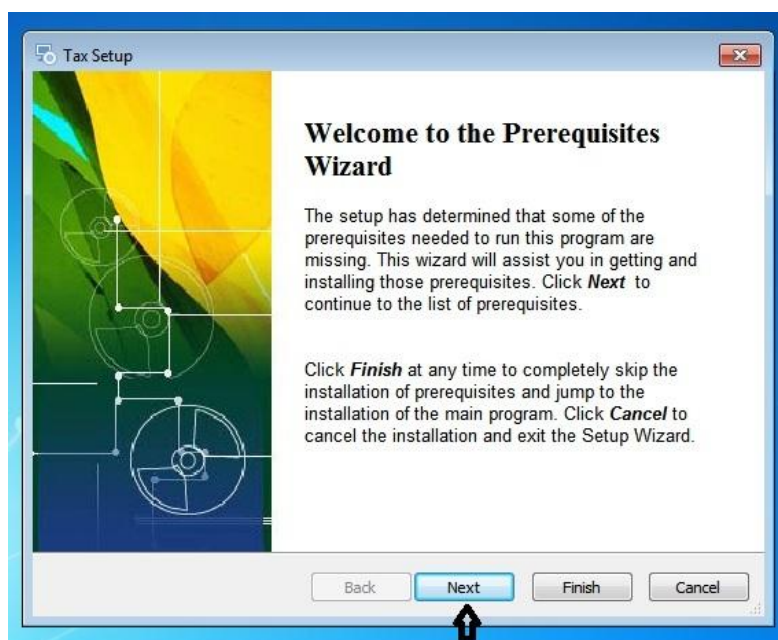 Tax Setup
Welcome to the Prerequisites
Wizard
The setup has determined that some of the
prerequisites needed to run this program are
missing. This wizard will assist you in getting and
installing those prerequisites. Click Next to
continue to the list of prerequisites.
Click Finish at any time to completely skip the
installation of prerequisites and jump to the
installation of the main program. Click Cancel to
cancel the installation and exit the Setup Wizard.
Back Next Finish Cancel